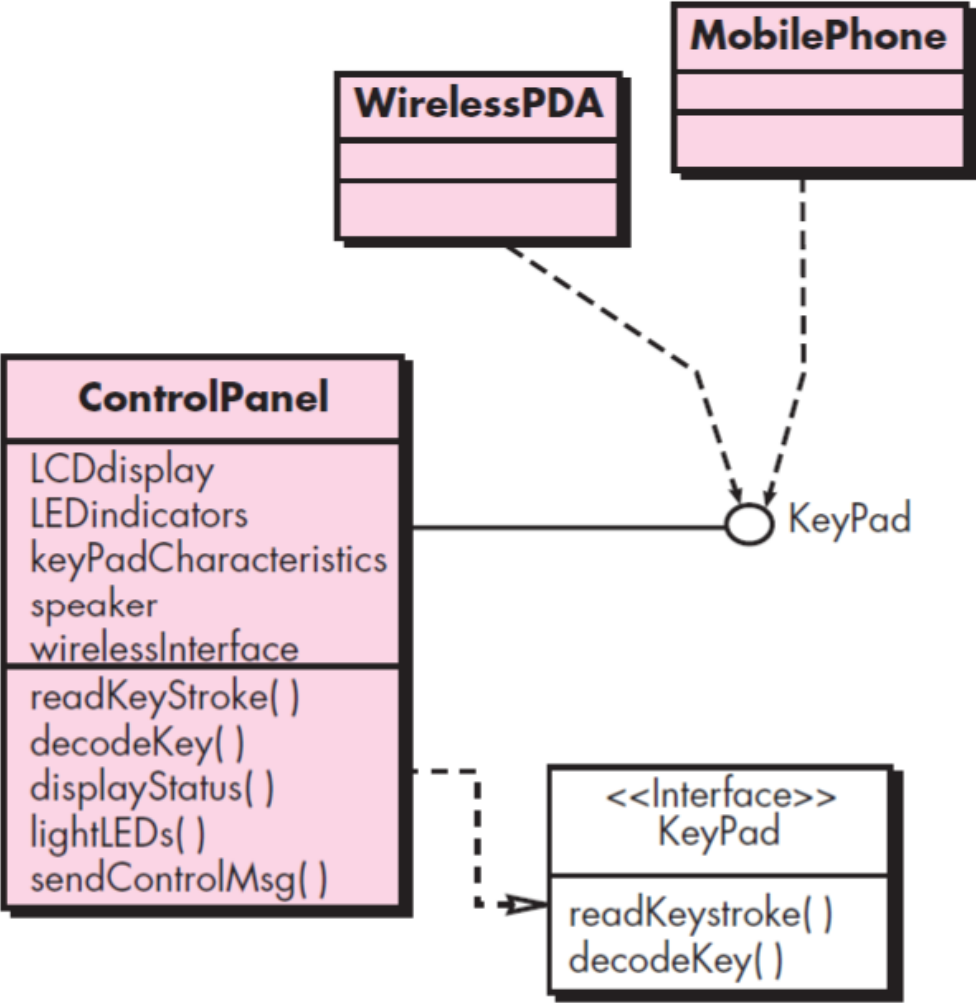 MobilePhone
WirelessPDA
ControlPanel
LCDdisplay
LEDindicators
keyPadCharacteristics
speaker
wirelessInterface
readKeyStroke( )
decodeKey( )
displayStatus( )
lightLEDs( )
sendControlMsg( )
KeyPad
<<Interface>>
KeyPad
readKeystroke( )
decodeKey( )